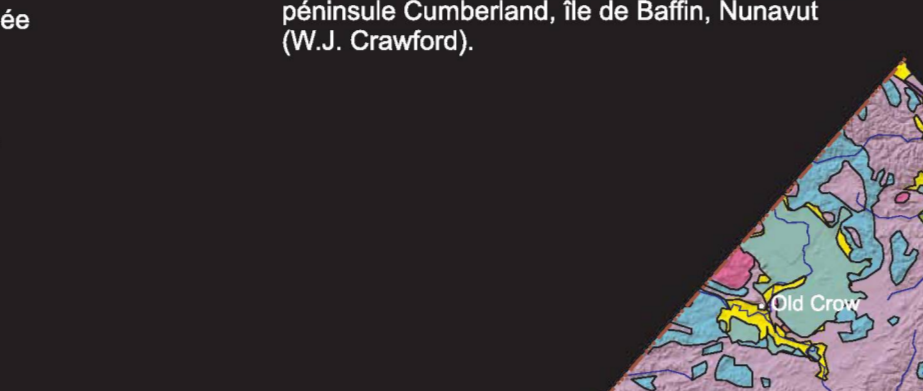 ée
péninsule Cumberland, île de Baffin, Nunavut
(W.J. Crawford).
Old Crow